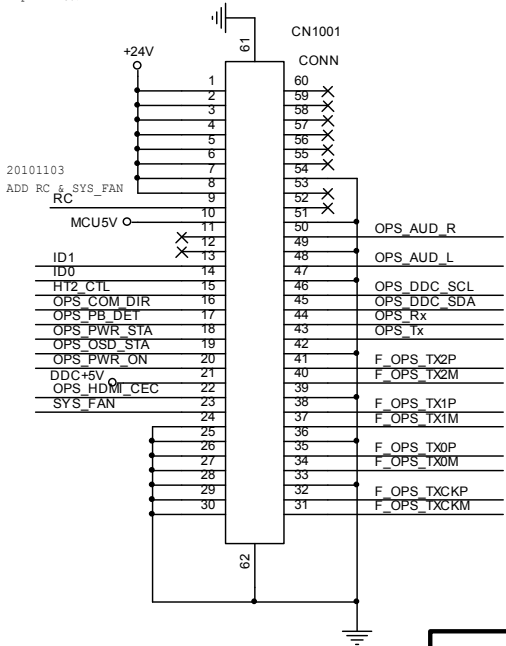 61
CN1001
CONN
+24V
1
2
3
4
5
6
7
8
9
10
11
12
13
14
15
16
17
18
19
20
21
22
23
24
25
26
27
28
29
30
20101103
ADD RC & SYS_FAN
RC
MCU5V
ID1
ID0
HT2_CTL
OPS_COM_DIR
OPS_PB_DET
OPS_PWR_STA
OPS_OSD_STA
OPS_PWR_ON
DDC+5V
OPS_HDMI_CEC
SYS_FAN
60
59
58
57
56
55
54
53
52
51
50
49
48
47
46
45
44
43
42
41
40
39
38
37
36
35
34
33
32
31
OPS_AUD_R
OPS_AUD_L
OPS_DDC_SCL
OPS_DDC_SDA
OPS_Rx
OPS_Tx
F_OPS_TX2P
F_OPS_TX2M
F_OPS_TX1P
F_OPS_TX1M
F_OPS_TX0P
F_OPS_TX0M
F_OPS_TXCKP
F_OPS_TXCKM
62